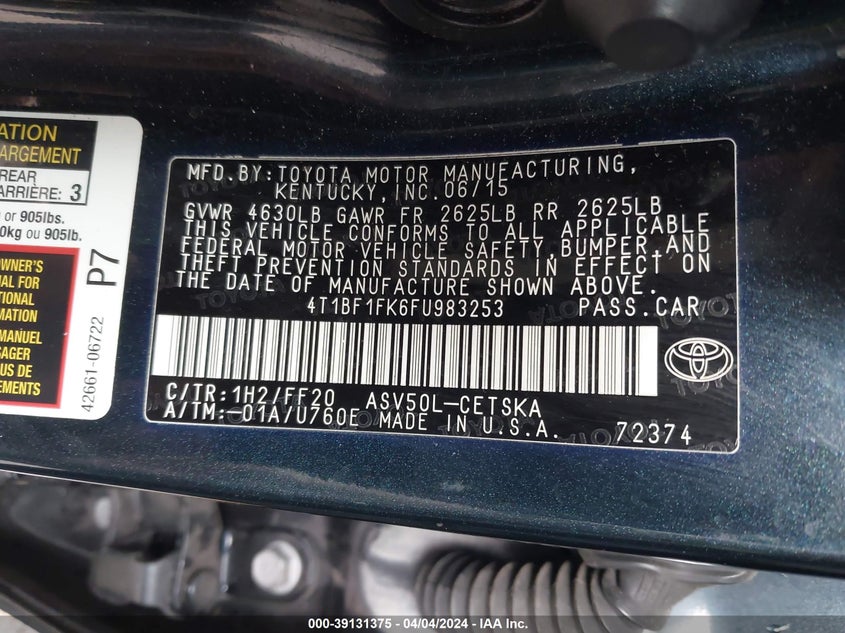 ATION
ARGEMENT
REAR
ARRIÈRE: 3
or 905lbs.
0kg ou 905lb.
OWNER'S
AL FOR
TIONAL
RMATION
MANUEL
SAGER
US DE
42661-06722
P7
MFD. BY: TOYOTA MOTOR MANUFACTURING,
KENTUCKY, INC. 06/15
GVWR 4630LB GAWR FR 2625LB RR 2625LB
THIS VEHICLE CONFORMS TO ALL APPLICABLE
FEDERAL MOTOR VEHICLE SAFETY, BUMPER, AND
THEFT PREVENTION STANDARDS IN EFFECT ON
THE DATE OF MANUFACTURE SHOWN ABOVE.
4T1BF1FK6FU983253 PASS. CAR
C/TR: 1H2/FF20 ASV50L-CETSKA
A/TM: -01A/U760E MADE IN U.S.A. 72374
000-39131375 - 04/04/2024 - IAA Inc.